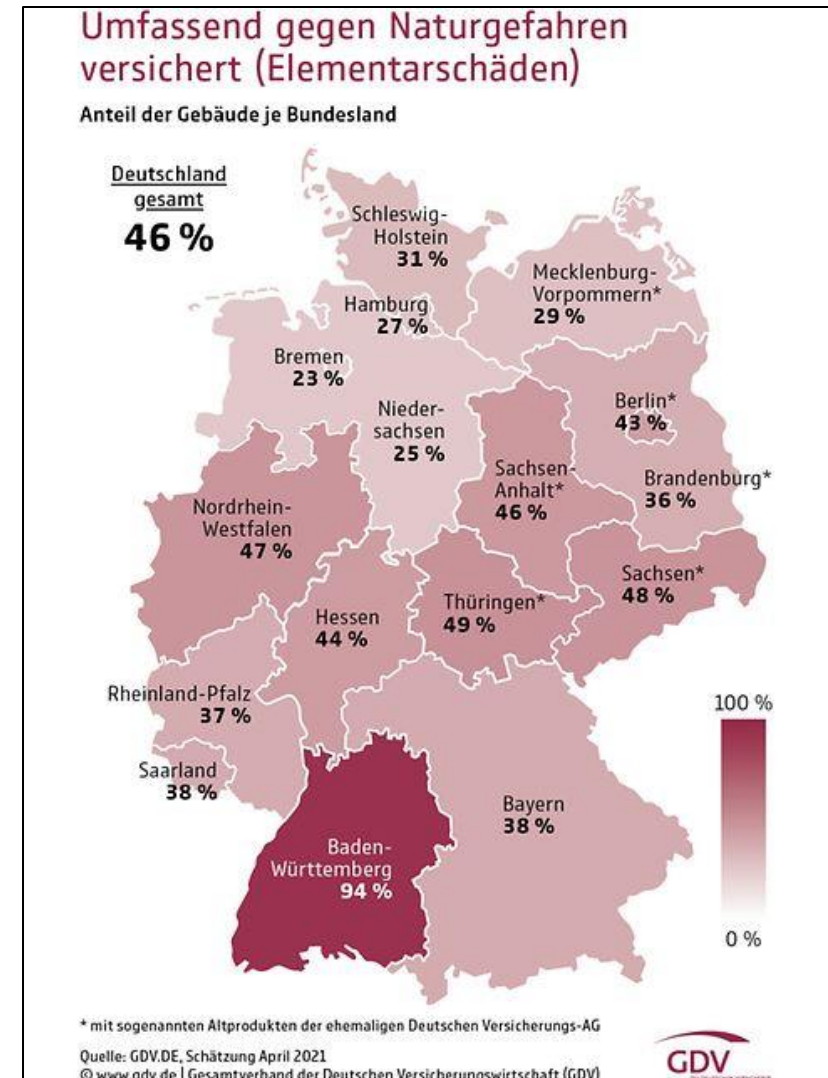 Umfassend gegen Naturgefahren
versichert (Elementarschäden)
Anteil der Gebäude je Bundesland
Deutschland
gesamt
46 %
Schleswig-
Holstein
31 %
Mecklenburg-
Vorpommern*
29 %
Hamburg
27 %
Bremen
23 %
Nieder-
sachsen
25 %
Berlin*
43 %
Brandenburg*
36 %
Sachsen-
Anhalt*
46 %
Nordrhein-
Westfalen
47 %
Sachsen*
48 %
Thüringen*
49 %
Hessen
44 %
Rheinland-Pfalz
37 %
Saarland
38 %
Bayern
38 %
Baden-
Württemberg
94 %
100 %
0 %
* mit sogenannten Altprodukten der ehemaligen Deutschen Versicherungs-AG
Quelle: GDV.DE, Schätzung April 2021
© www.gdv.de | Gesamtverband der Deutschen Versicherungswirtschaft (GDV)
GDV